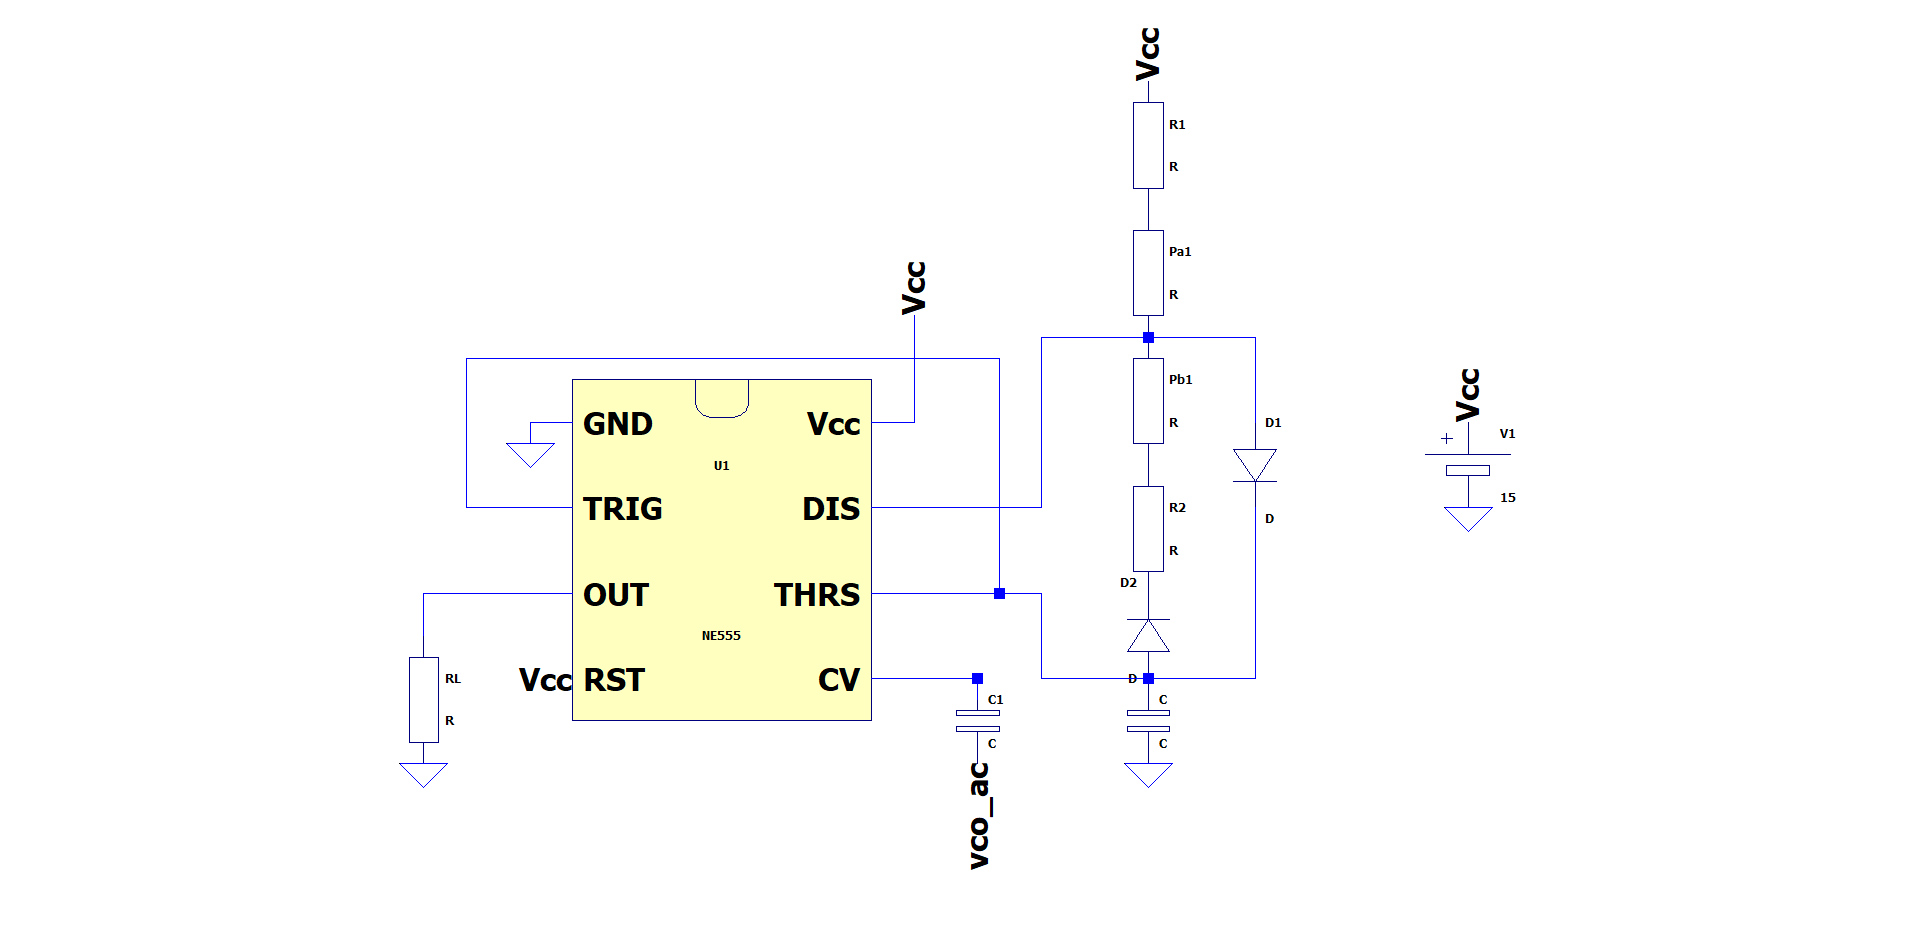 Vcc
R1
R
Pa1
R
Vcc
Pb1
R
Vcc
GND
Vcc
D1
V1
U1
15
TRIG
DIS
R2
D
R
D2
OUT
THRS
NE555
RL
Vcc
RST
CV
D
R
C1
C
C
C
vco_ac